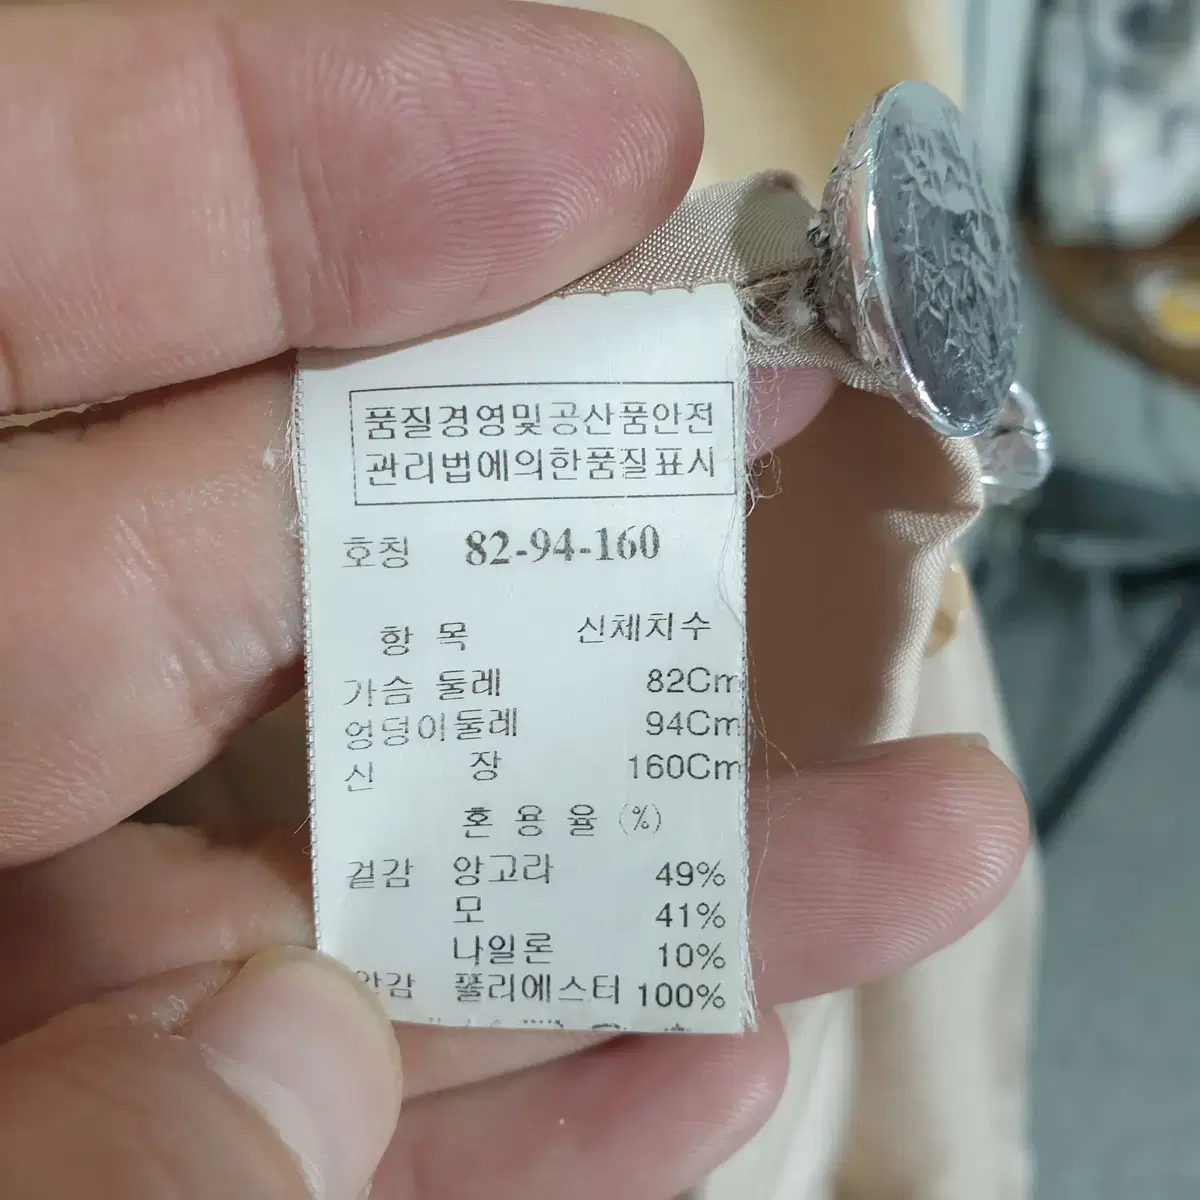 품질경영및공산품안전
관리법에의한품질표시
호칭 82-94-160
항 목 신체치수
가슴 둘레 82Cm
엉덩이둘레 94Cm
신 장 160Cm
혼 용 율 (%)
겉감 앙고라 49%
모 41%
나일론 10%
안감 폴리에스터 100%